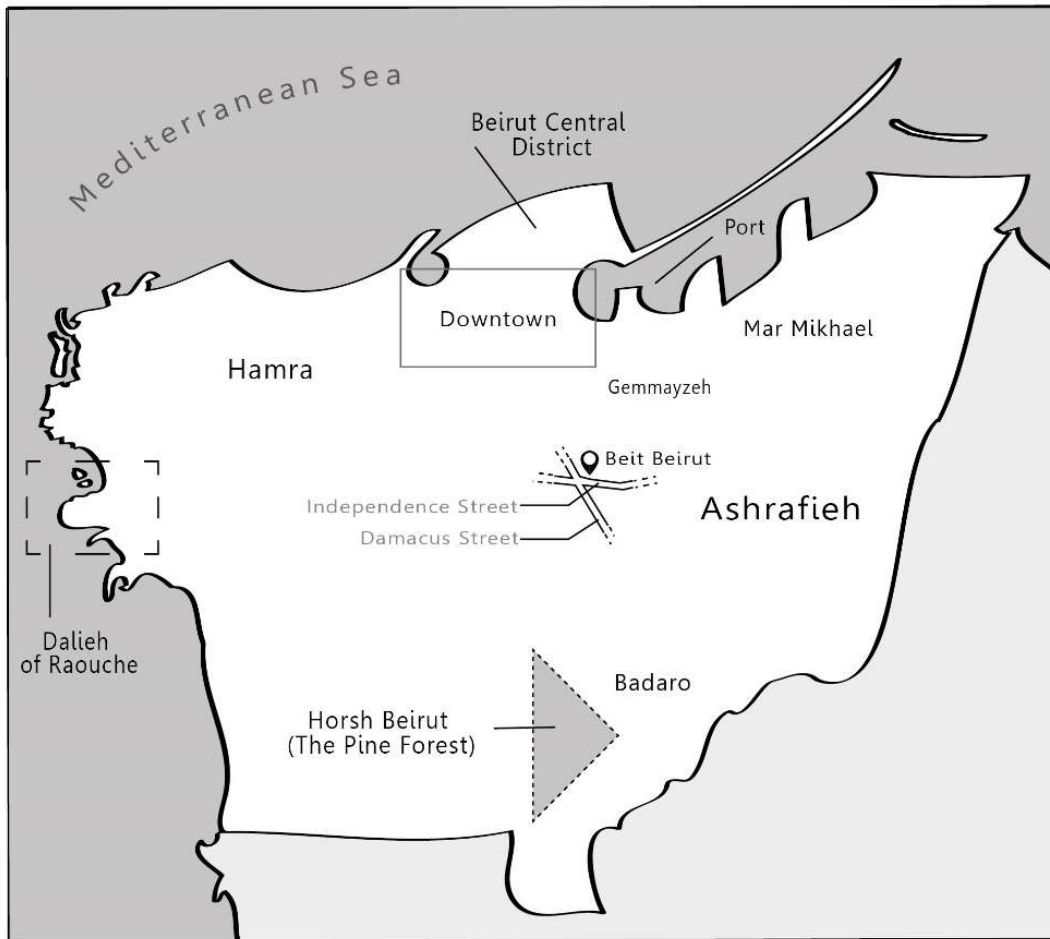 Mediterranean Sea
Beirut Central
District
Port
Downtown
Mar Mikhael
Hamra
Gemmayzeh
Beit Beirut
Independence Street
Ashrafieh
Damacus Street
Dalieh
of Raouche
Badaro
Horsh Beirut
(The Pine Forest)